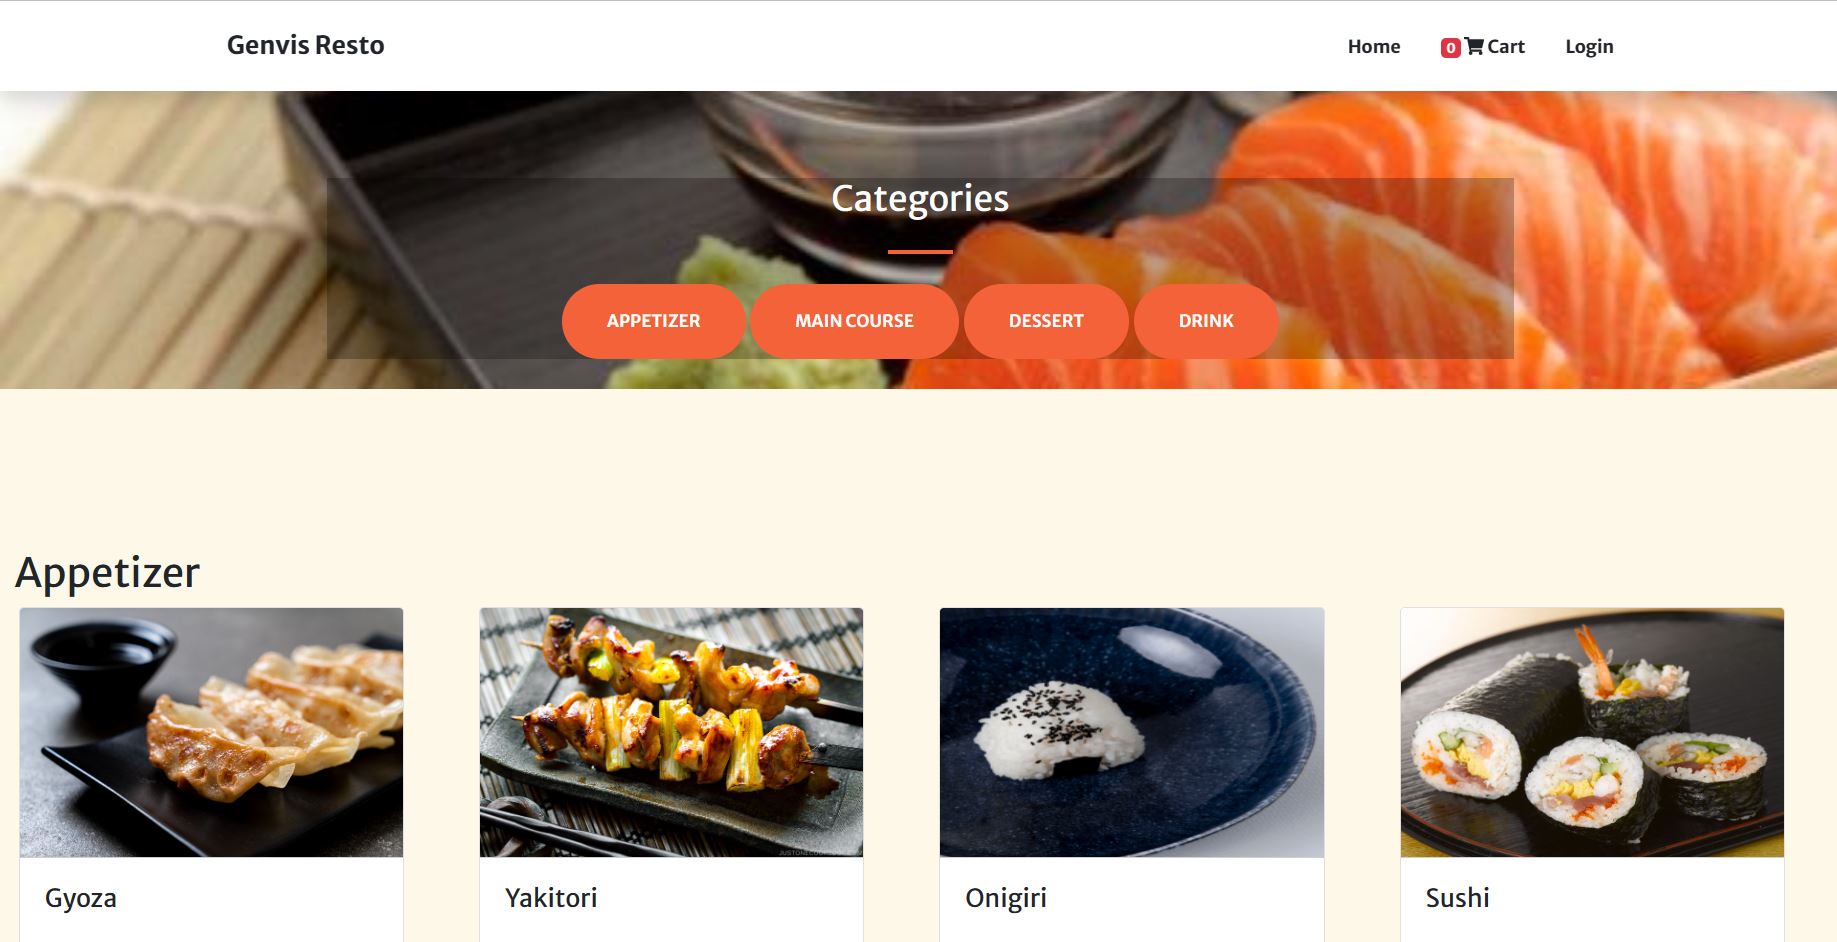 Genvis Resto
Home
0 Cart
Login
Categories
APPETIZER
MAIN COURSE
DESSERT
DRINK
Appetizer
Gyoza
Yakitori
Onigiri
Sushi